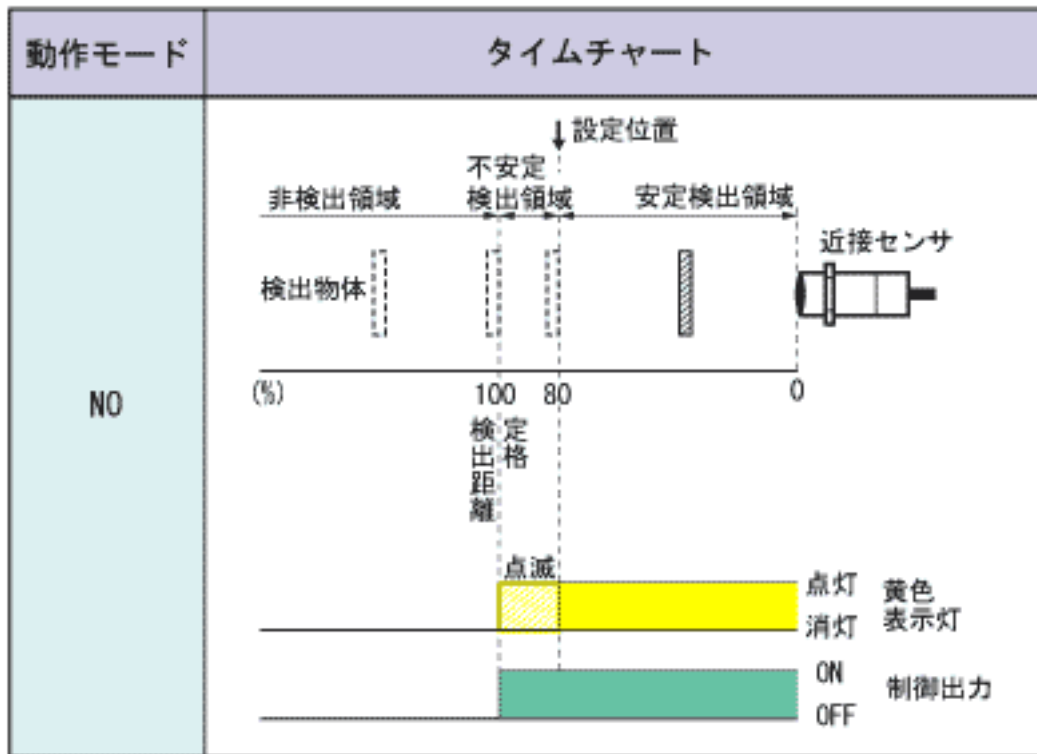 動作モード
タイムチャート
設定位置
不安定
非検出領域 検出領域 安定検出領域
近接センサ
検出物体
NO
(%) 100 80 0
定格
検出距離
点滅
点灯
消灯
黄色
表示灯
ON
OFF
制御出力